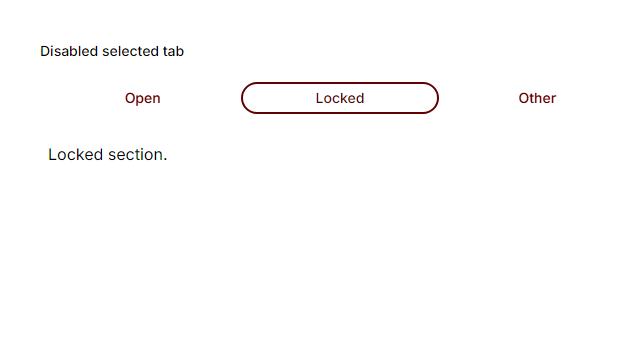 Disabled selected tab
Open Locked Other
Locked section.